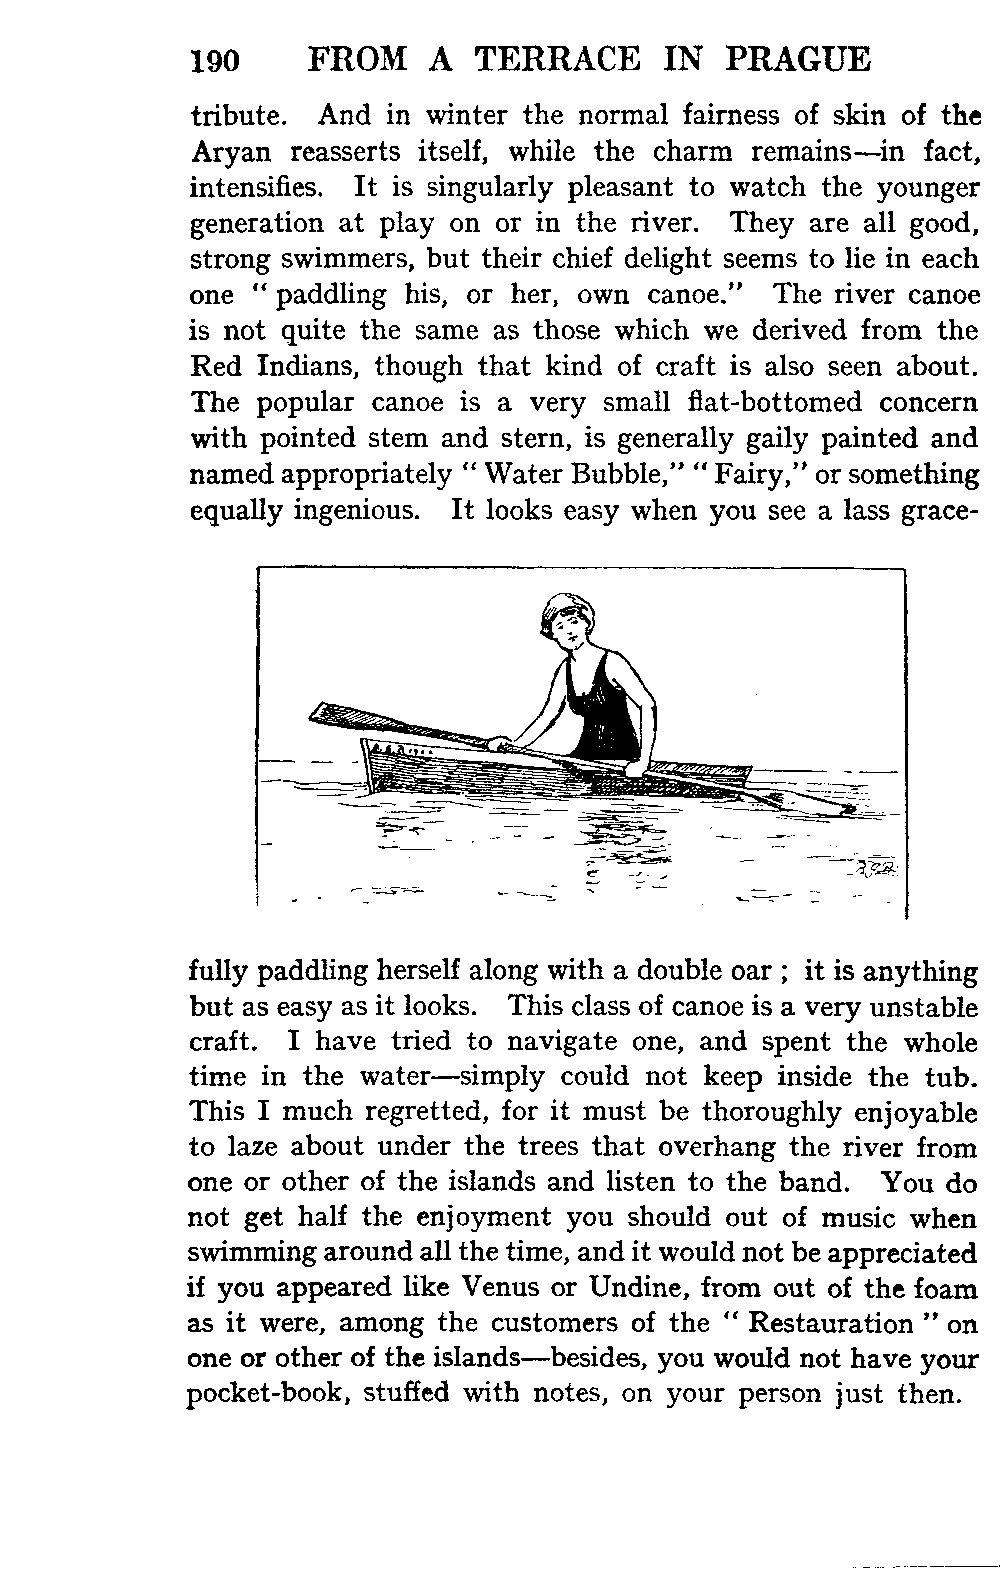 190 FROM A TERRACE IN PRAGUE
tribute. And in winter the normal fairness of skin of the
Aryan reasserts itself, while the charm remains—in fact,
intensifies. It is singularly pleasant to watch the younger
generation at play on or in the river. They are all good,
strong swimmers, but their chief delight seems to lie in each
one “ paddling his, or her, own canoe.” The river canoe
is not quite the same as those which we derived from the
Red Indians, though that kind of craft is also seen about.
The popular canoe is a very small flat-bottomed concern
with pointed stem and stern, is generally gaily painted and
named appropriately “ Water Bubble,” “ Fairy,” or something
equally ingenious. It looks easy when you see a lass grace-
fully paddling herself along with a double oar ; it is anything
but as easy as it looks. This class of canoe is a very unstable
craft. I have tried to navigate one, and spent the whole
time in the water—simply could not keep inside the tub.
This I much regretted, for it must be thoroughly enjoyable
to laze about under the trees that overhang the river from
one or other of the islands and listen to the band. You do
not get half the enjoyment you should out of music when
swimming around all the time, and it would not be appreciated
if you appeared like Venus or Undine, from out of the foam
as it were, among the customers of the “ Restauration ” on
one or other of the islands—besides, you would not have your
pocket-book, stuffed with notes, on your person just then.